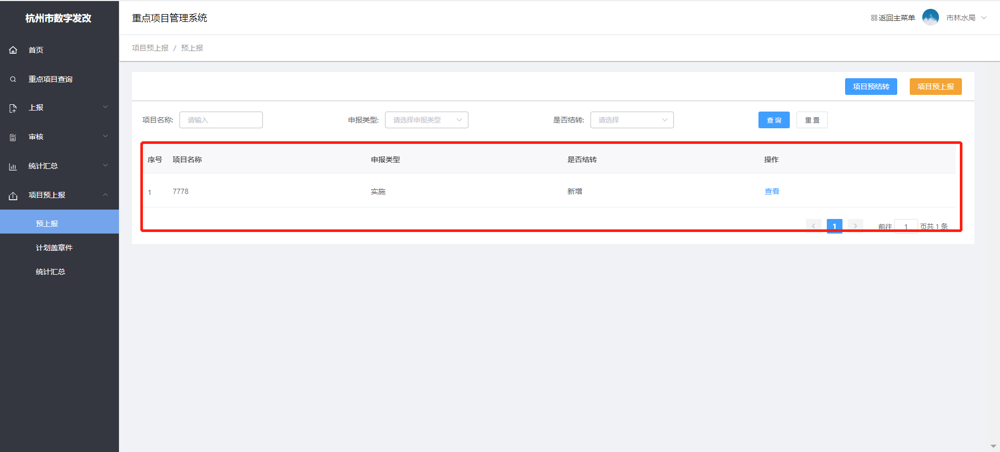 杭州市数字发改
重点项目管理系统
返回主菜单
市林水局
首页
重点项目查询
上报
审核
统计汇总
项目预上报
预上报
计划盖章件
统计汇总
项目预上报 / 预上报
项目预结转 项目预上报
项目名称: 请输入 申报类型: 请选择申报类型 是否结转: 请选择 查询 重置
序号 项目名称 申报类型 是否结转 操作
1 7778 实施 新增 查看
1 前往 1 页共 1 条